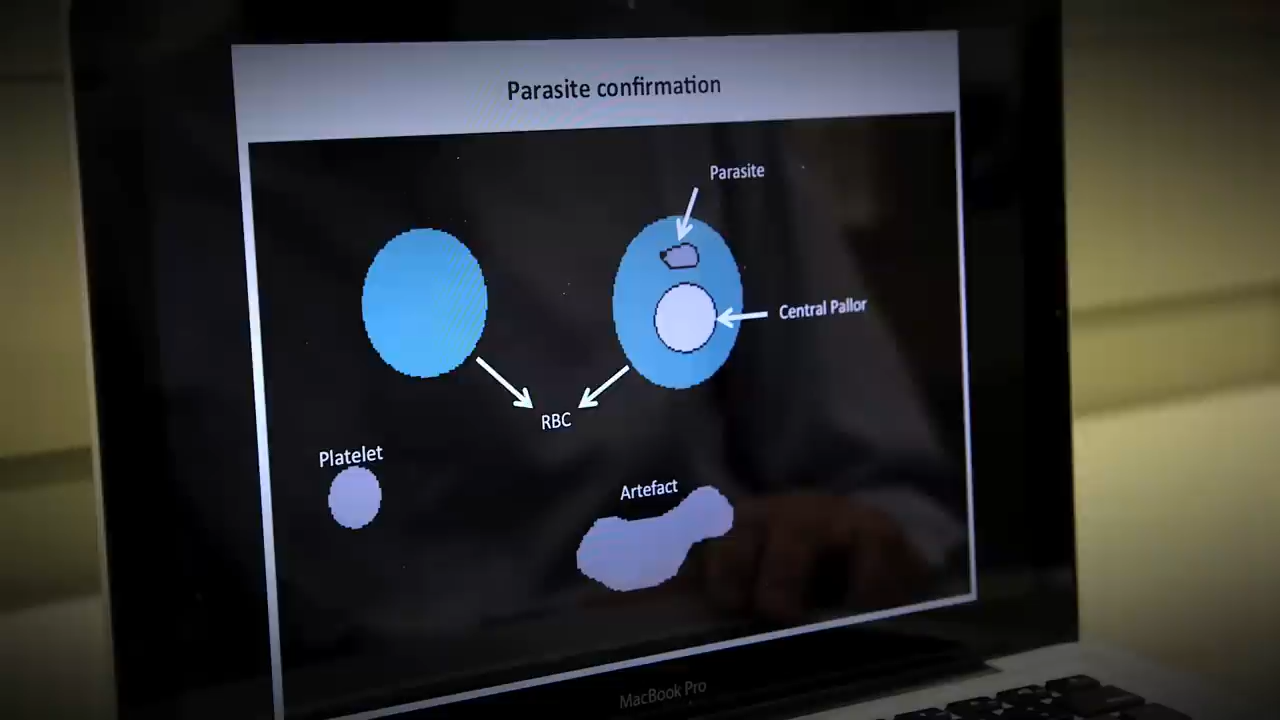 Parasite confirmation
Parasite
Central Pallor
RBC
Platelet
Artefact
MacBook Pro